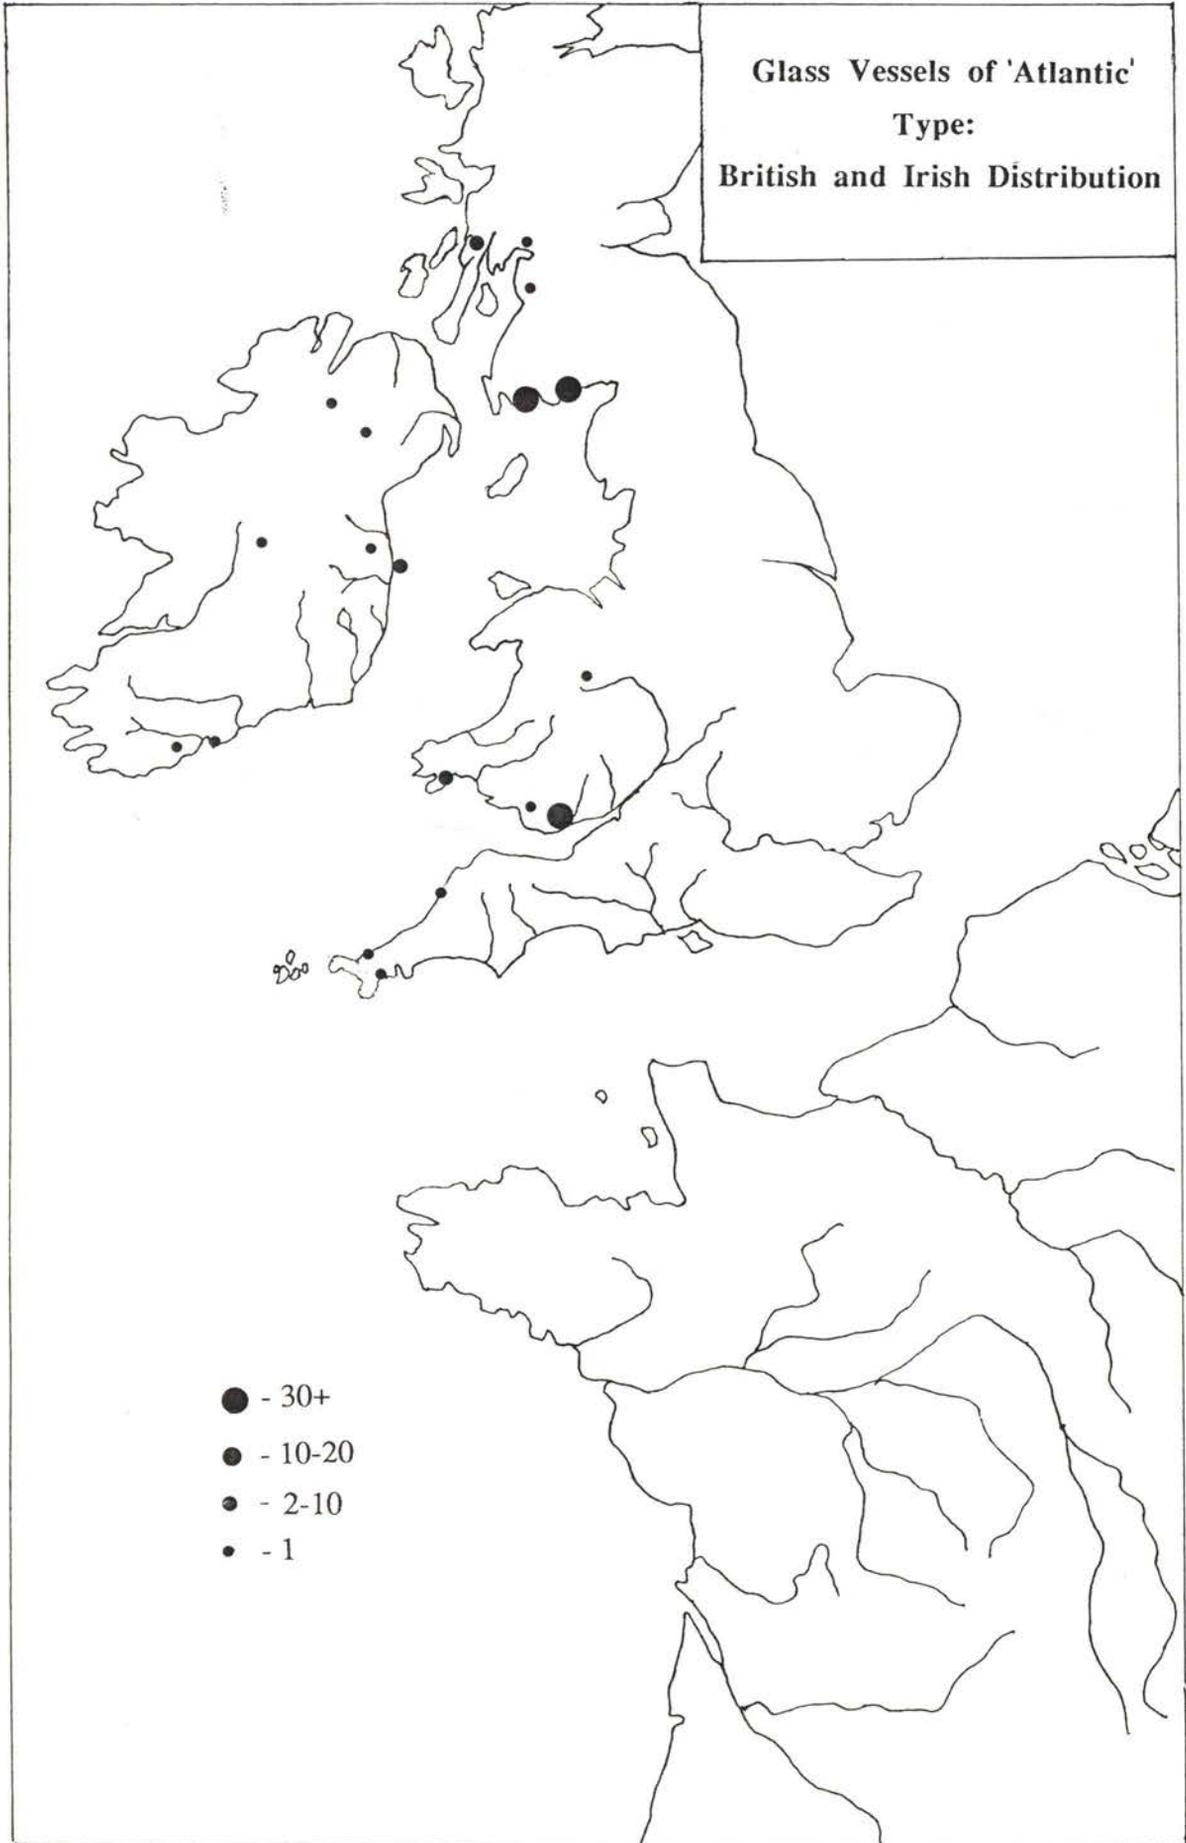 Glass Vessels of 'Atlantic'
Type:
British and Irish Distribution
- 30+
- 10-20
- 2-10
- 1